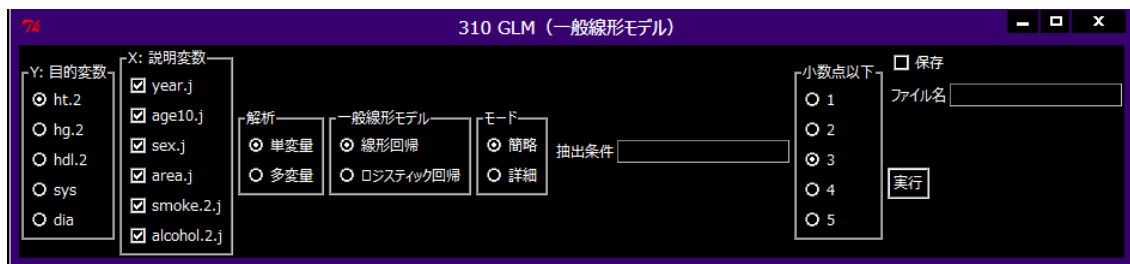 310 GLM（一般線形モデル）
Y: 目的変数
ht.2
hg.2
hdl.2
sys
dia
X: 説明変数
year.j
age10.j
sex.j
area.j
smoke.2.j
alcohol.2.j
解析
単変量
多変量
一般線形モデル
線形回帰
ロジスティック回帰
モード
簡略
詳細
抽出条件
小数点以下
1
2
3
4
5
保存
ファイル名
実行